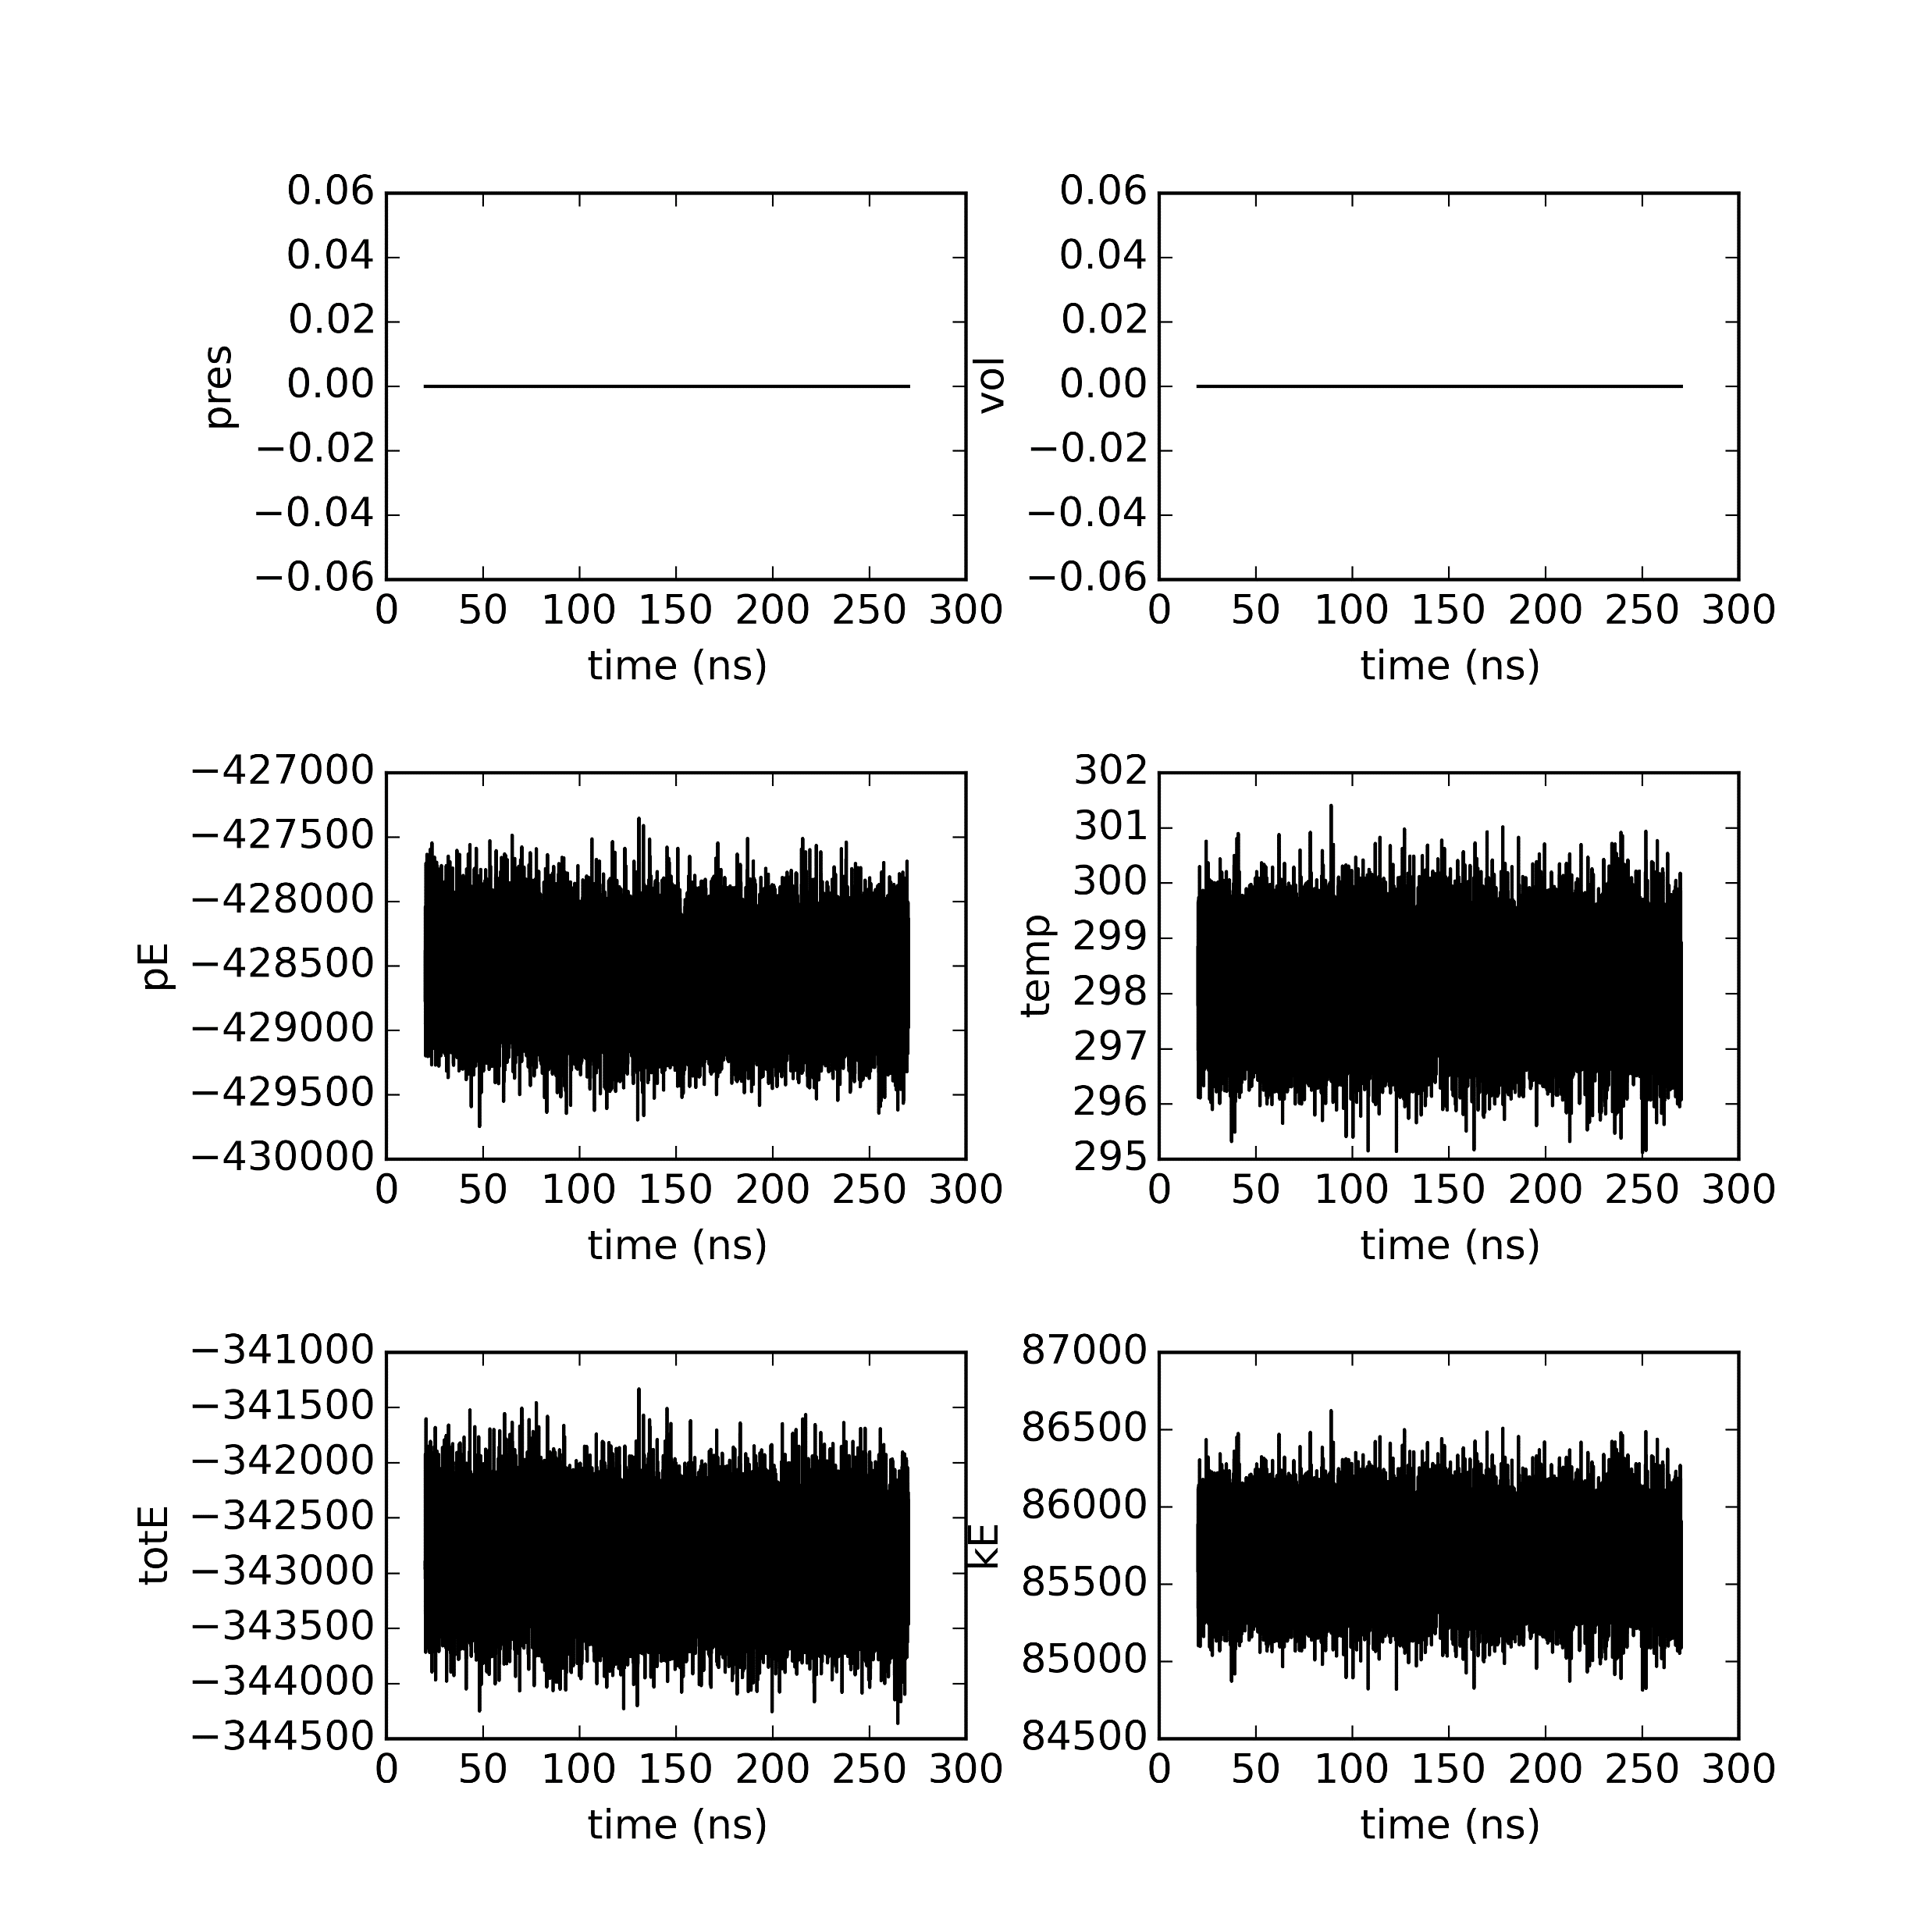 0.06 0.06
0.04 0.04
0.02 0.02
pres 0.00 vol 0.00
−0.02 −0.02
−0.04 −0.04
−0.06 −0.06
0 50 100 150 200 250 300 0 50 100 150 200 250 300
time (ns) time (ns)
−427000 302
−427500 301
−428000 300
pE −428500 temp 299
−429000 298
−429500 297
−430000 296
295
0 50 100 150 200 250 300 0 50 100 150 200 250 300
time (ns) time (ns)
−341000 87000
−341500 86500
−342000 86000
−342500 85500
totE −343000 kE 85000
−343500 84500
−344000
−344500
0 50 100 150 200 250 300 0 50 100 150 200 250 300
time (ns) time (ns)